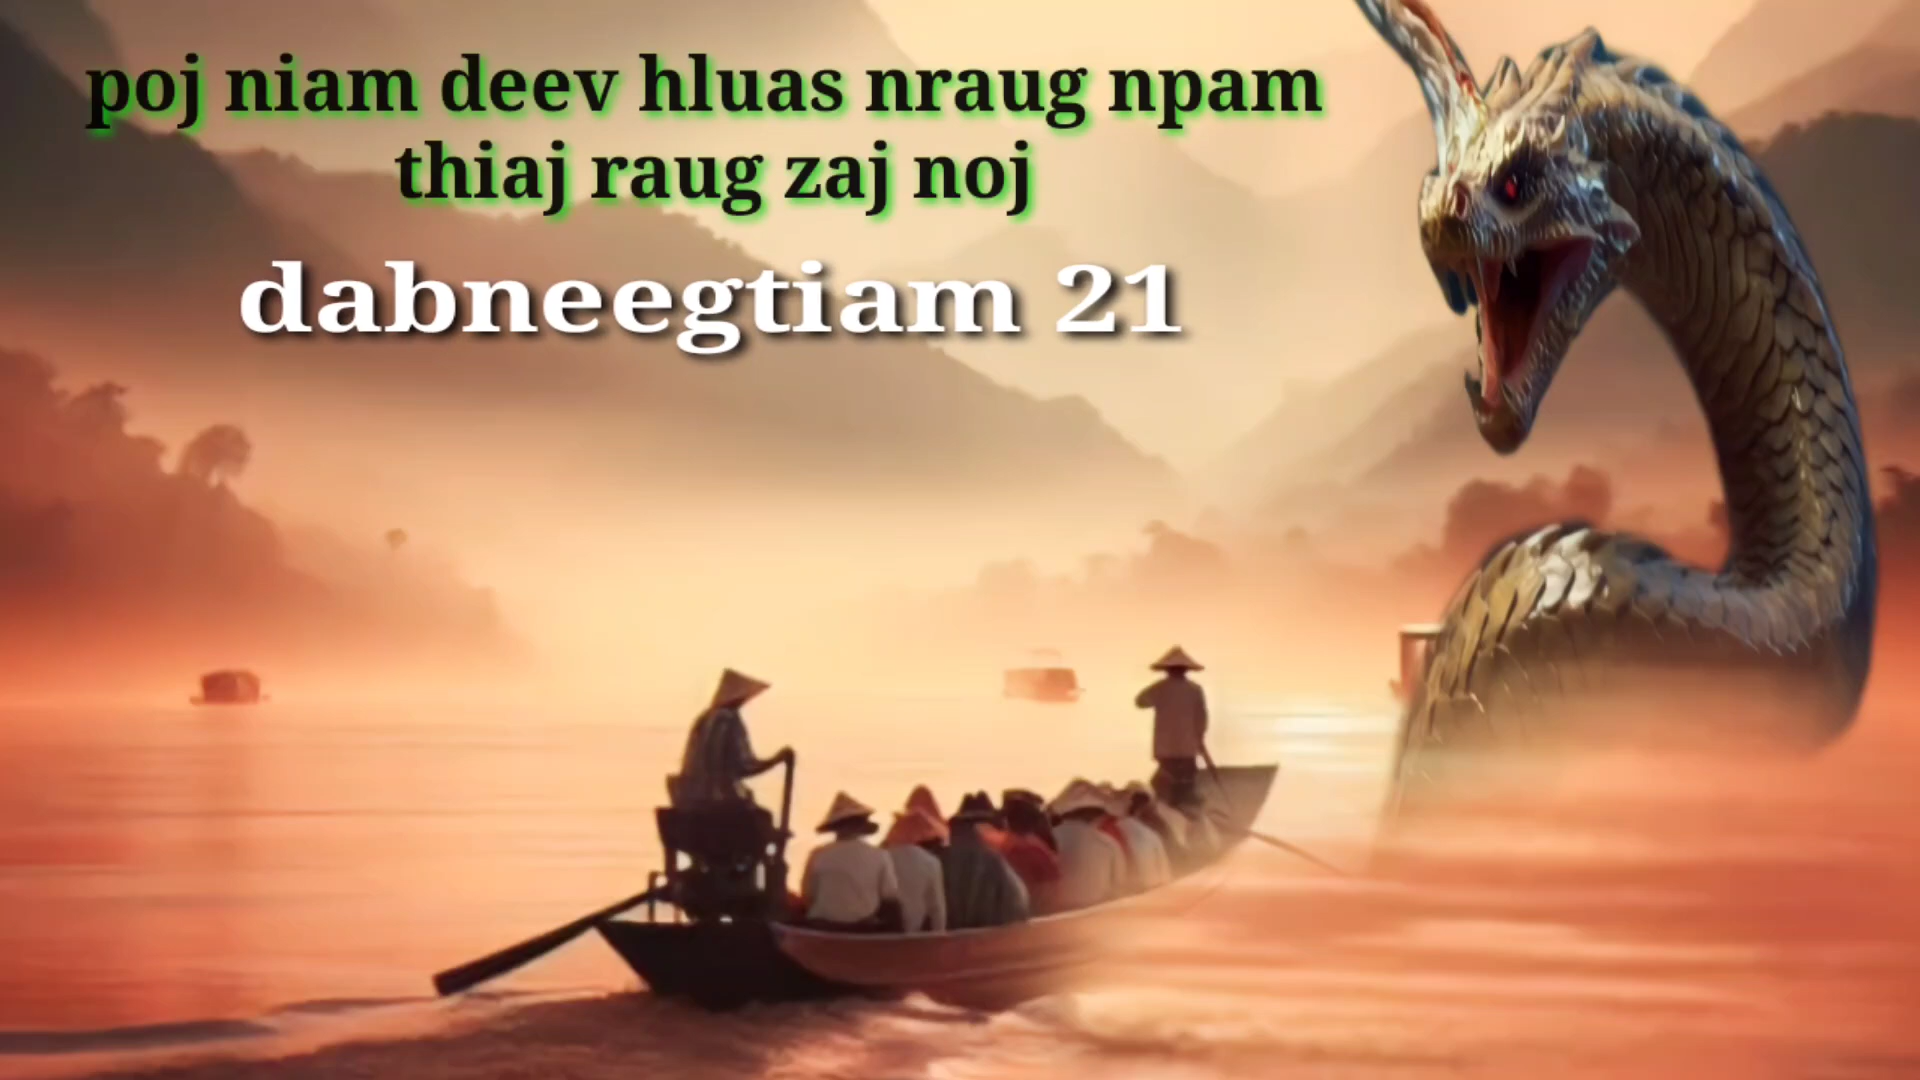 poj niam deev hluas nraug npam
thiaj raug zaj noj
dabneegtiam 21